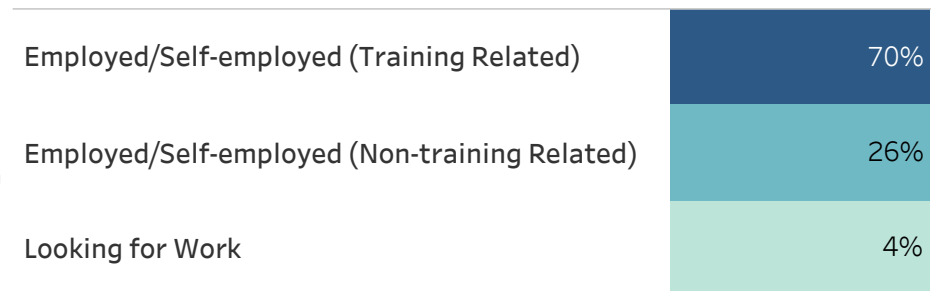 Employed/Self-employed (Training Related) 70%
Employed/Self-employed (Non-training Related) 26%
Looking for Work 4%